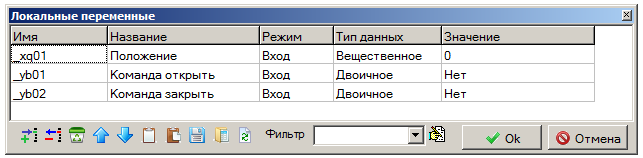 Локальные переменные
Имя Название Режим Тип данных Значение
_xq01 Положение Вход Вещественное 0
_yb01 Команда открыть Вход Двоичное Нет
_yb02 Команда закрыть Вход Двоичное Нет
Фильтр Ok Отмена